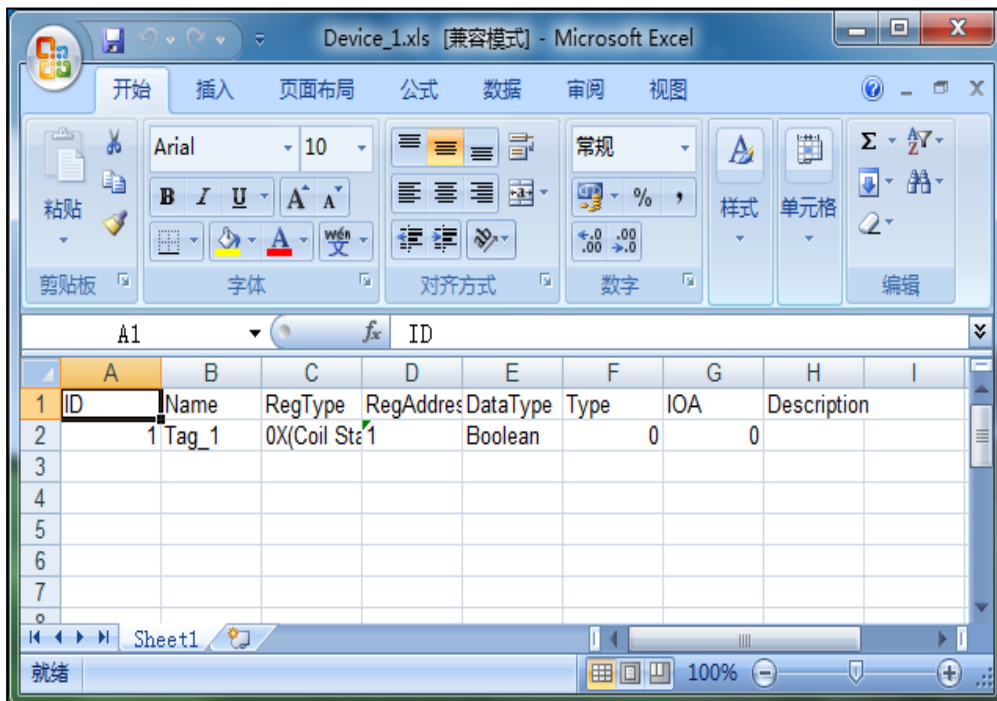 Device_1.xls [兼容模式] - Microsoft Excel
开始 插入 页面布局 公式 数据 审阅 视图
Arial 10 常规
B I U A A % ,
粘贴 样式 单元格
A wén 文 .0 .00 .00 .0
剪贴板 字体 对齐方式 数字 编辑
A1 fx ID
A B C D E F G H I
1 ID Name RegType RegAddres DataType Type IOA Description
2 1 Tag_1 0X(Coil Sta 1 Boolean 0 0
3
4
5
6
7
Sheet1
就绪 100%